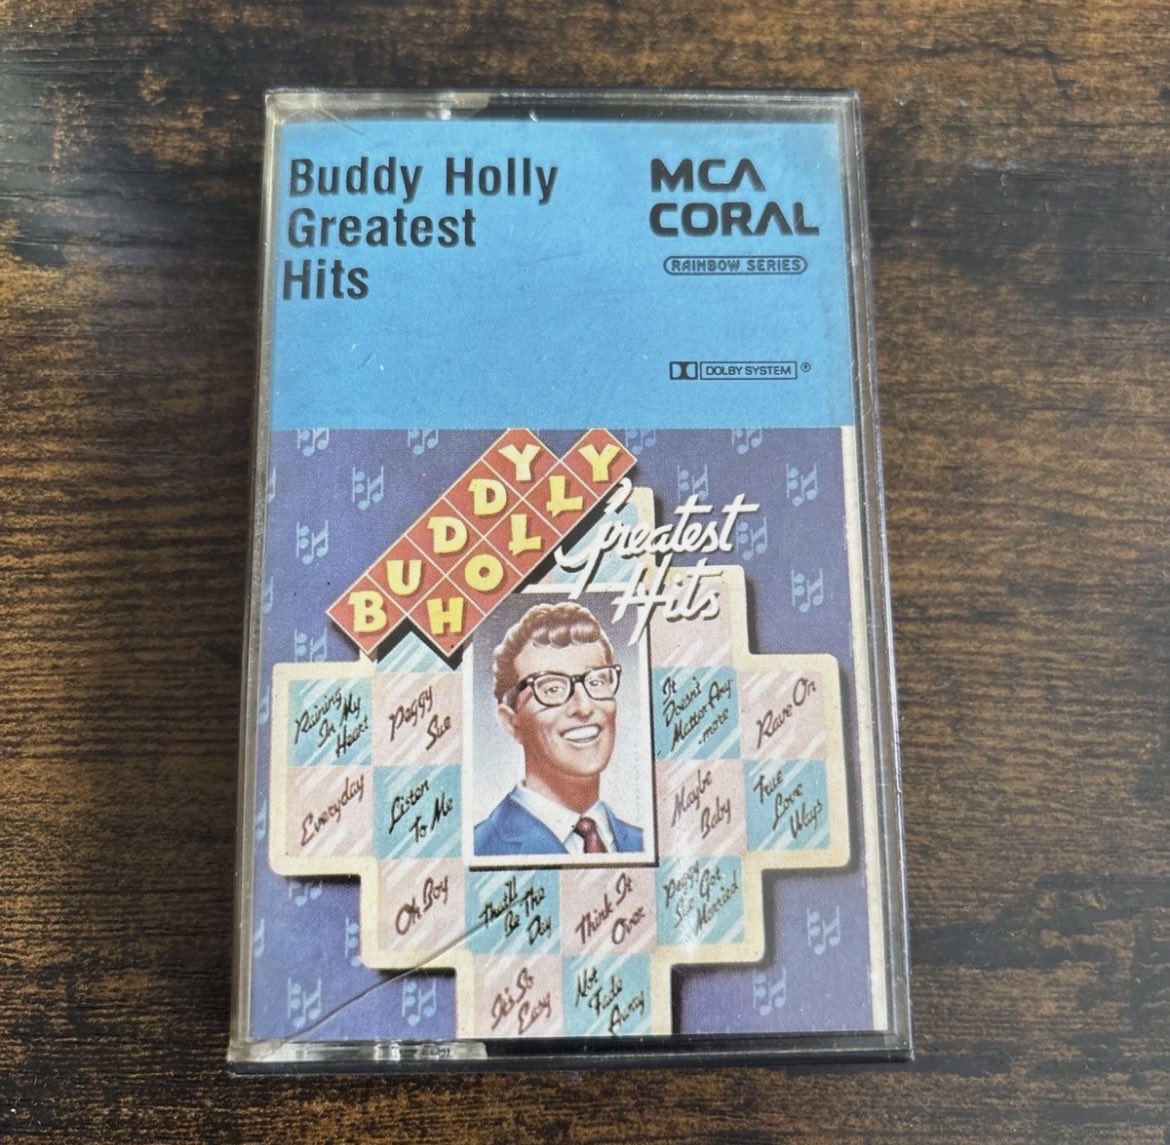 Buddy Holly
Greatest
Hits
MCA
CORAL
RAINBOW SERIES
DOLBY SYSTEM ®
BUDDY
HOLLY
Greatest
Hits
Raining
In My
Heart
Peggy
Sue
It
Doesn't
Matter Any-
more
Rave On
Everyday
Listen
To Me
Maybe
Baby
True
Love
Ways
Oh Boy
That'll
Be The
Day
Think It
Over
Peggy
Sue Got
Married
It's So
Easy
Not
Fade
Away